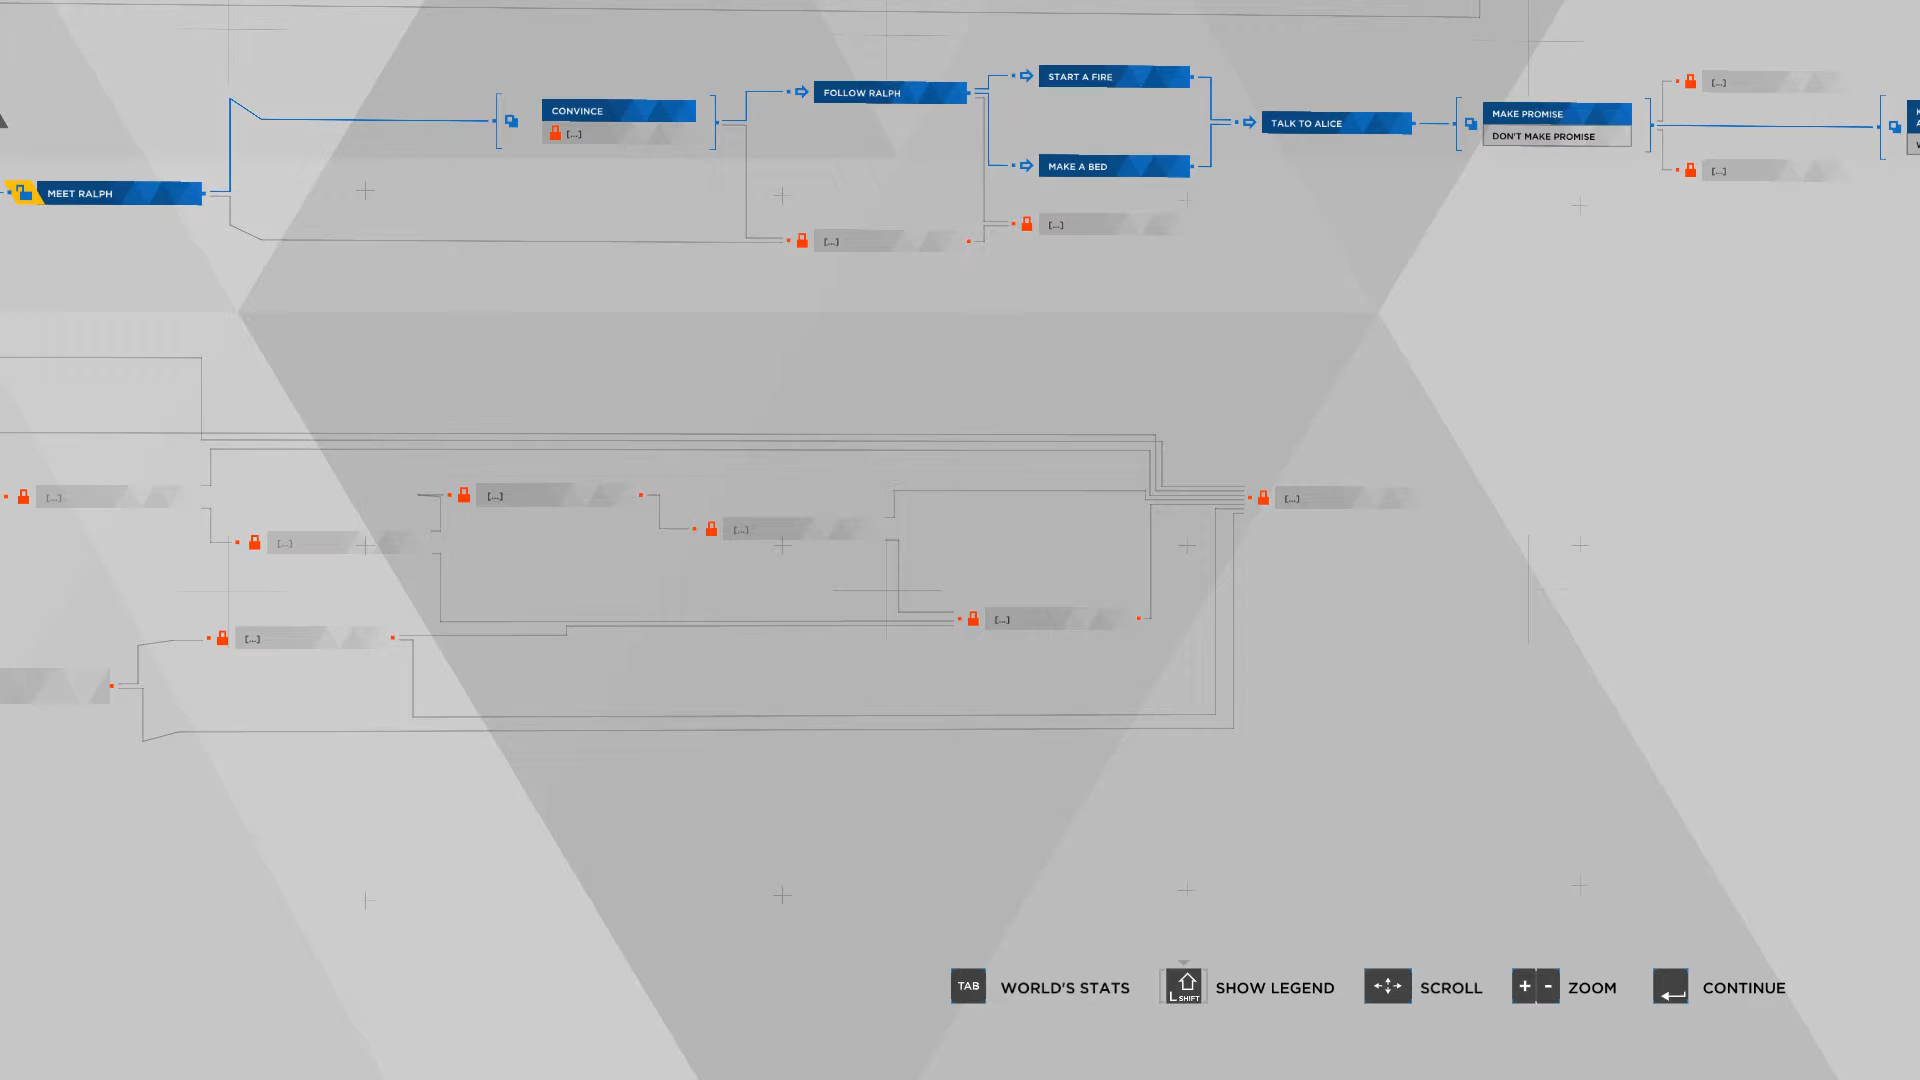 START A FIRE
[...]
FOLLOW RALPH
CONVINCE
[...]
MAKE PROMISE
DON'T MAKE PROMISE
TALK TO ALICE
MAKE A BED
[...]
MEET RALPH
[...]
[...]
[...]
[...]
[...]
[...]
[...]
[...]
[...]
TAB WORLD'S STATS
L SHIFT SHOW LEGEND
SCROLL
+ - ZOOM
CONTINUE